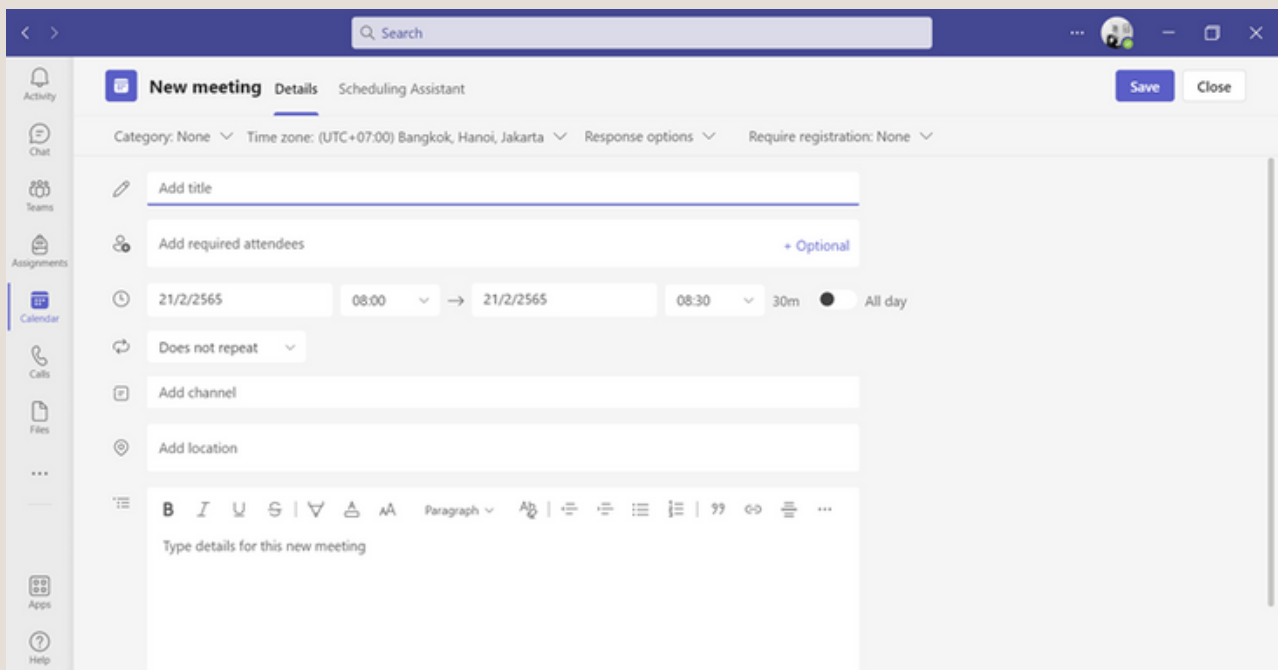 Search
Activity
Chat
Teams
Assignments
Calendar
Calls
Files
Apps
Help
New meeting Details Scheduling Assistant Save Close
Category: None Time zone: (UTC+07:00) Bangkok, Hanoi, Jakarta Response options Require registration: None
Add title
Add required attendees + Optional
21/2/2565 08:00 → 21/2/2565 08:30 30m All day
Does not repeat
Add channel
Add location
B I U S A AA Paragraph
Type details for this new meeting